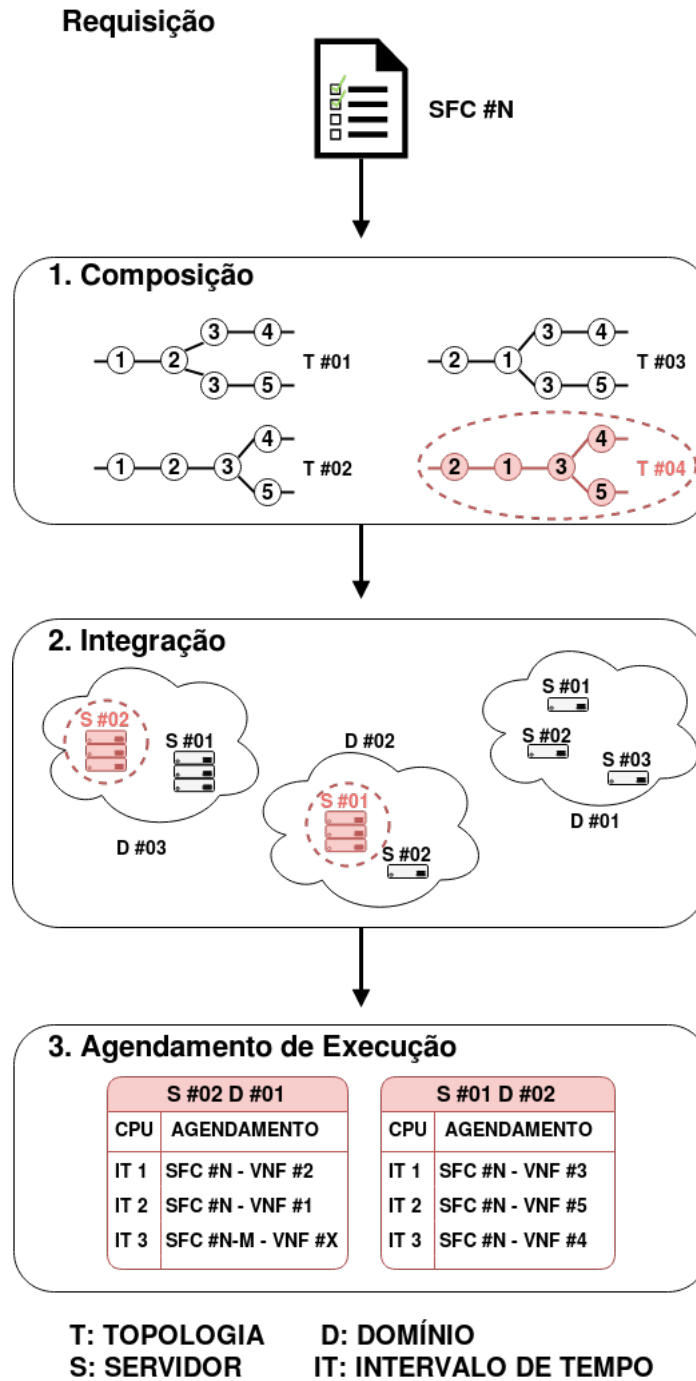 Requisição
SFC #N
1. Composição
3 4
1 2 T #01
3 5
3 4
2 1 T #03
3 5
4
1 2 3 T #02
5
4
2 1 3 T #04
5
2. Integração
S #02
S #01
D #03
D #02
S #01
S #02
S #01
S #02
S #03
D #01
3. Agendamento de Execução
S #02 D #01
CPU AGENDAMENTO
IT 1 SFC #N - VNF #2
IT 2 SFC #N - VNF #1
IT 3 SFC #N-M - VNF #X
S #01 D #02
CPU AGENDAMENTO
IT 1 SFC #N - VNF #3
IT 2 SFC #N - VNF #5
IT 3 SFC #N - VNF #4
T: TOPOLOGIA D: DOMÍNIO
S: SERVIDOR IT: INTERVALO DE TEMPO